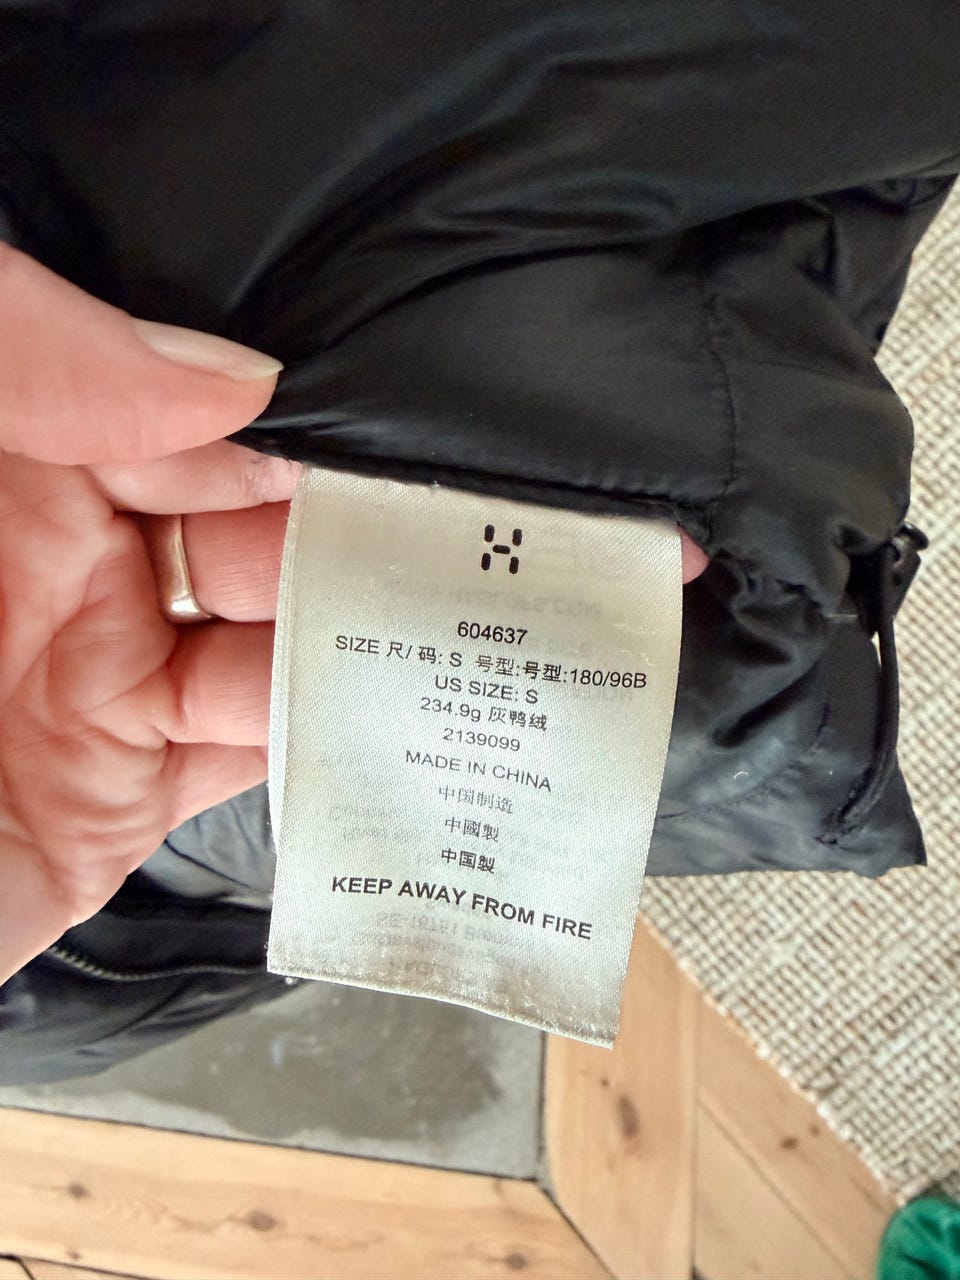 604637
SIZE 尺/ 码: S 号型:号型:180/96B
US SIZE: S
234.9g 灰鸭绒
2139099
MADE IN CHINA
中国制造
中國製
中国製
KEEP AWAY FROM FIRE